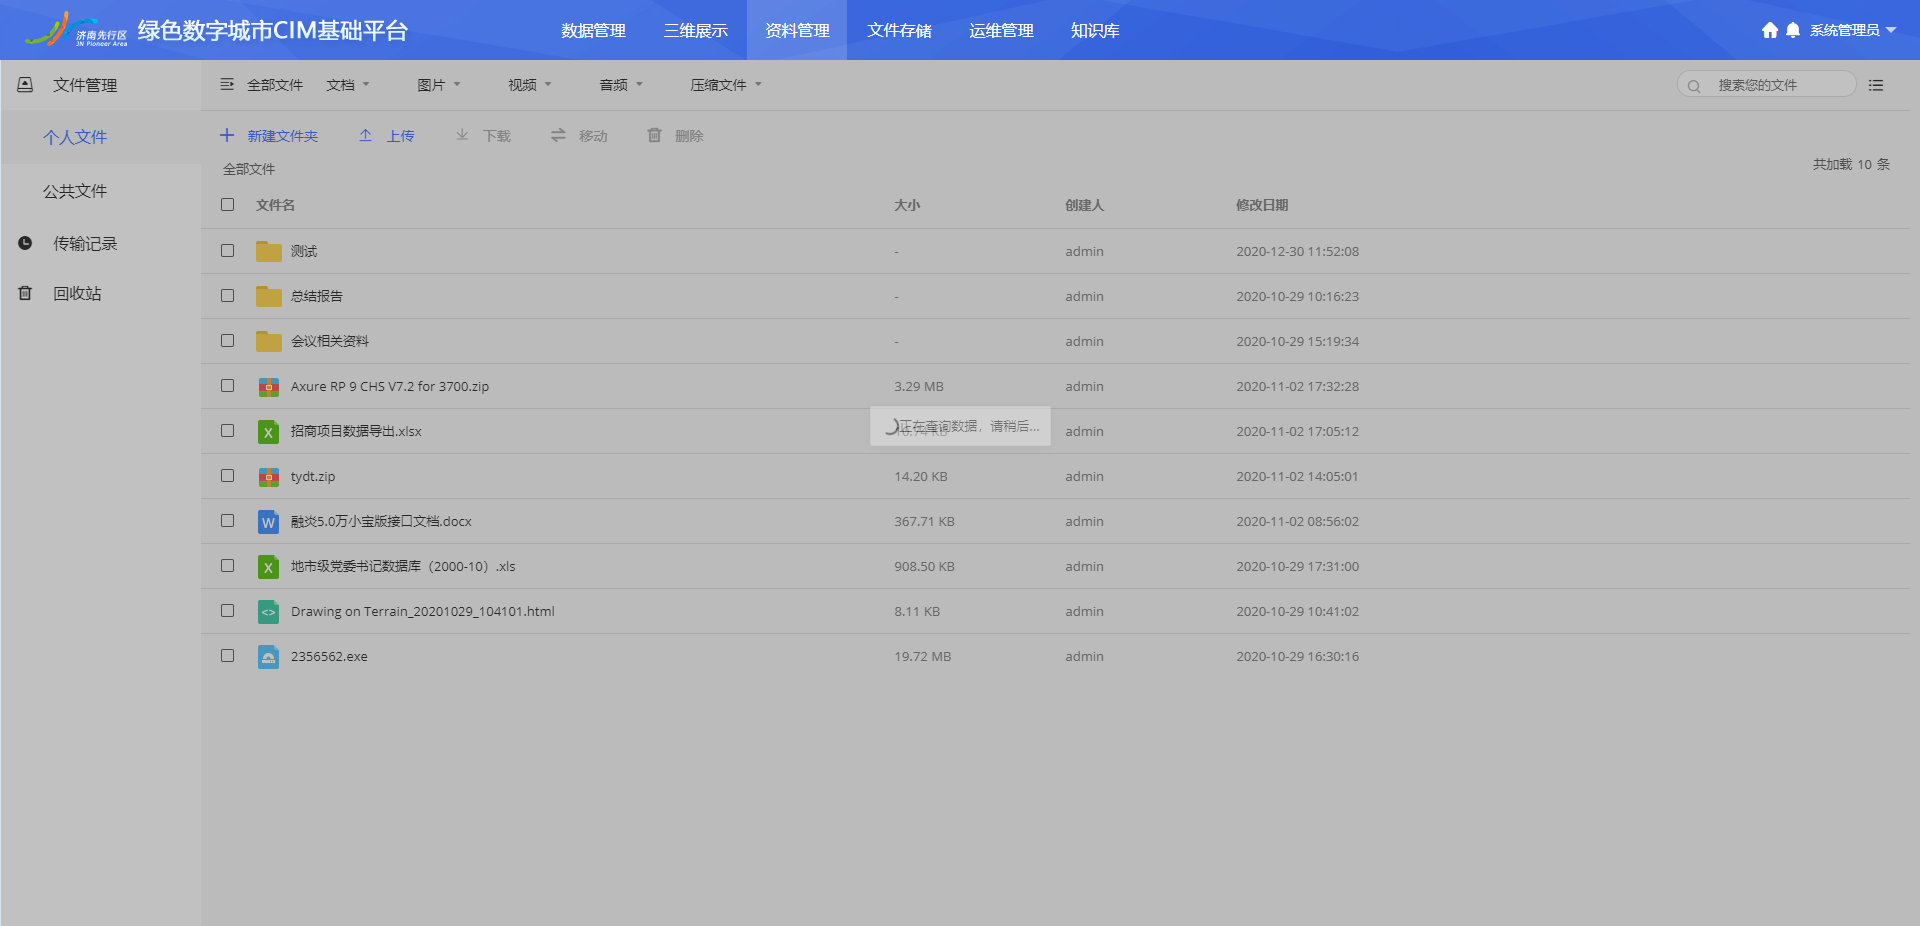 济南先行区
JN Pioneer Area
绿色数字城市CIM基础平台
数据管理 三维展示 资料管理 文件存储 运维管理 知识库
系统管理员
文件管理
个人文件
公共文件
传输记录
回收站
全部文件 文档 图片 视频 音频 压缩文件
搜索您的文件
新建文件夹 上传 下载 移动 删除
全部文件
共加载 10 条
文件名 大小 创建人 修改日期
测试 - admin 2020-12-30 11:52:08
总结报告 - admin 2020-10-29 10:16:23
会议相关资料 - admin 2020-10-29 15:19:34
Axure RP 9 CHS V7.2 for 3700.zip 3.29 MB admin 2020-11-02 17:32:28
正在查询数据，请稍后...
招商项目数据导出.xlsx admin 2020-11-02 17:05:12
tydt.zip 14.20 KB admin 2020-11-02 14:05:01
融炎5.0万小宝版接口文档.docx 367.71 KB admin 2020-11-02 08:56:02
地市级党委书记数据库（2000-10）.xls 908.50 KB admin 2020-10-29 17:31:00
Drawing on Terrain_20201029_104101.html 8.11 KB admin 2020-10-29 10:41:02
2356562.exe 19.72 MB admin 2020-10-29 16:30:16